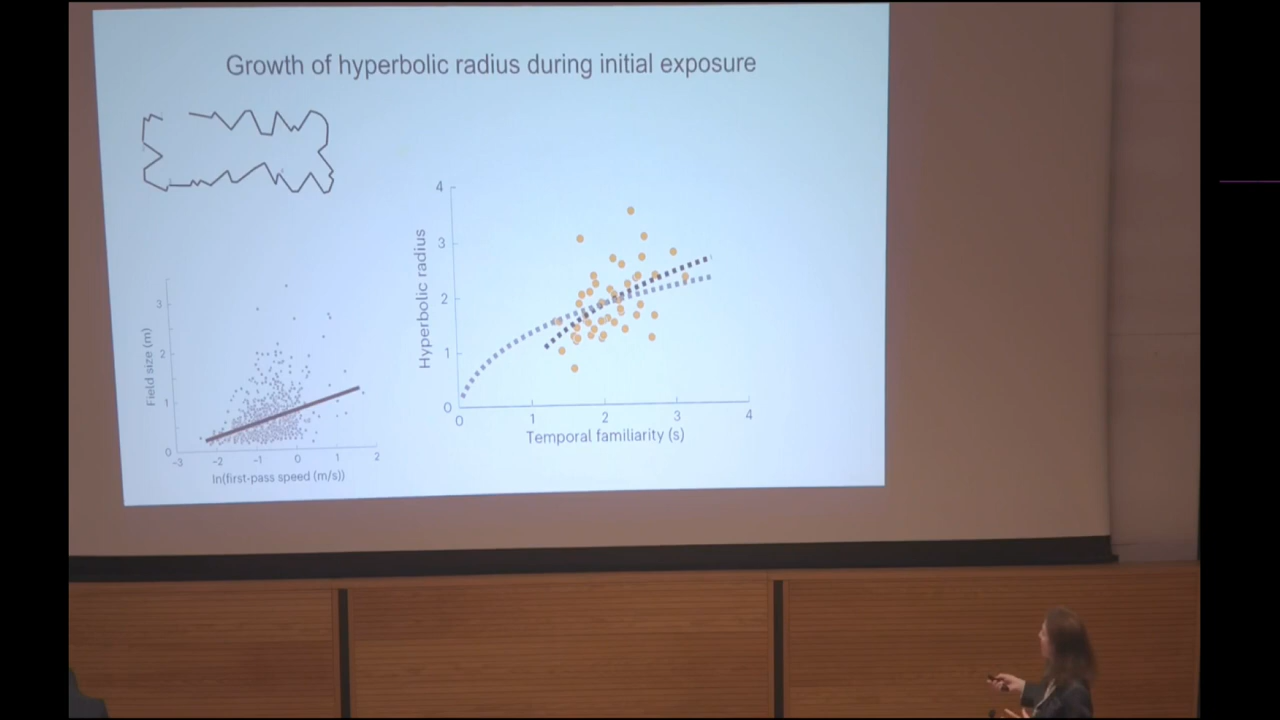 Growth of hyperbolic radius during initial exposure
Field size (m)
3
2
1
0
−3 −2 −1 0 1 2
ln(first-pass speed (m/s))
Hyperbolic radius
4
3
2
1
0
0 1 2 3 4
Temporal familiarity (s)